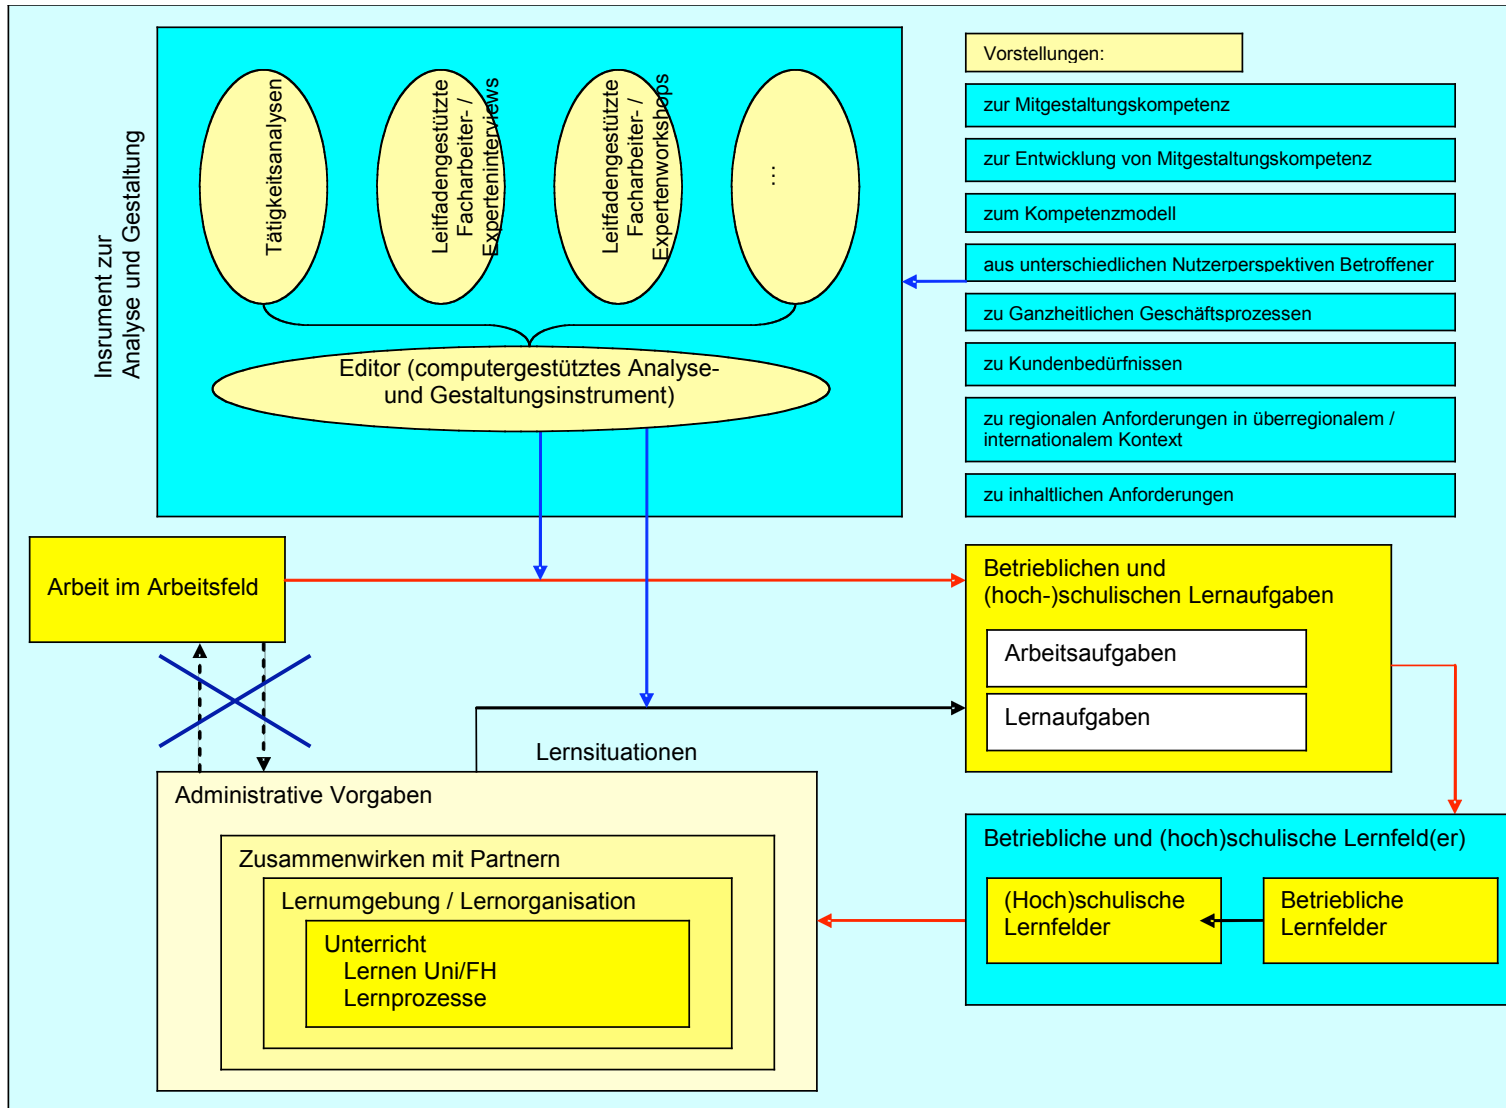 Insrument zur
Analyse und Gestaltung
Tätigkeitsanalysen
Leitfadengestützte
Facharbeiter- /
Experteninterviews
Leitfadengestützte
Facharbeiter- /
Expertenworkshops
...
Editor (computergestütztes Analyse-
und Gestaltungsinstrument)
Vorstellungen:
zur Mitgestaltungskompetenz
zur Entwicklung von Mitgestaltungskompetenz
zum Kompetenzmodell
aus unterschiedlichen Nutzerperspektiven Betroffener
zu Ganzheitlichen Geschäftsprozessen
zu Kundenbedürfnissen
zu regionalen Anforderungen in überregionalem /
internationalem Kontext
zu inhaltlichen Anforderungen
Arbeit im Arbeitsfeld
Betrieblichen und
(hoch-)schulischen Lernaufgaben
Arbeitsaufgaben
Lernaufgaben
Lernsituationen
Administrative Vorgaben
Zusammenwirken mit Partnern
Lernumgebung / Lernorganisation
Unterricht
Lernen Uni/FH
Lernprozesse
Betriebliche und (hoch)schulische Lernfeld(er)
(Hoch)schulische
Lernfelder
Betriebliche
Lernfelder